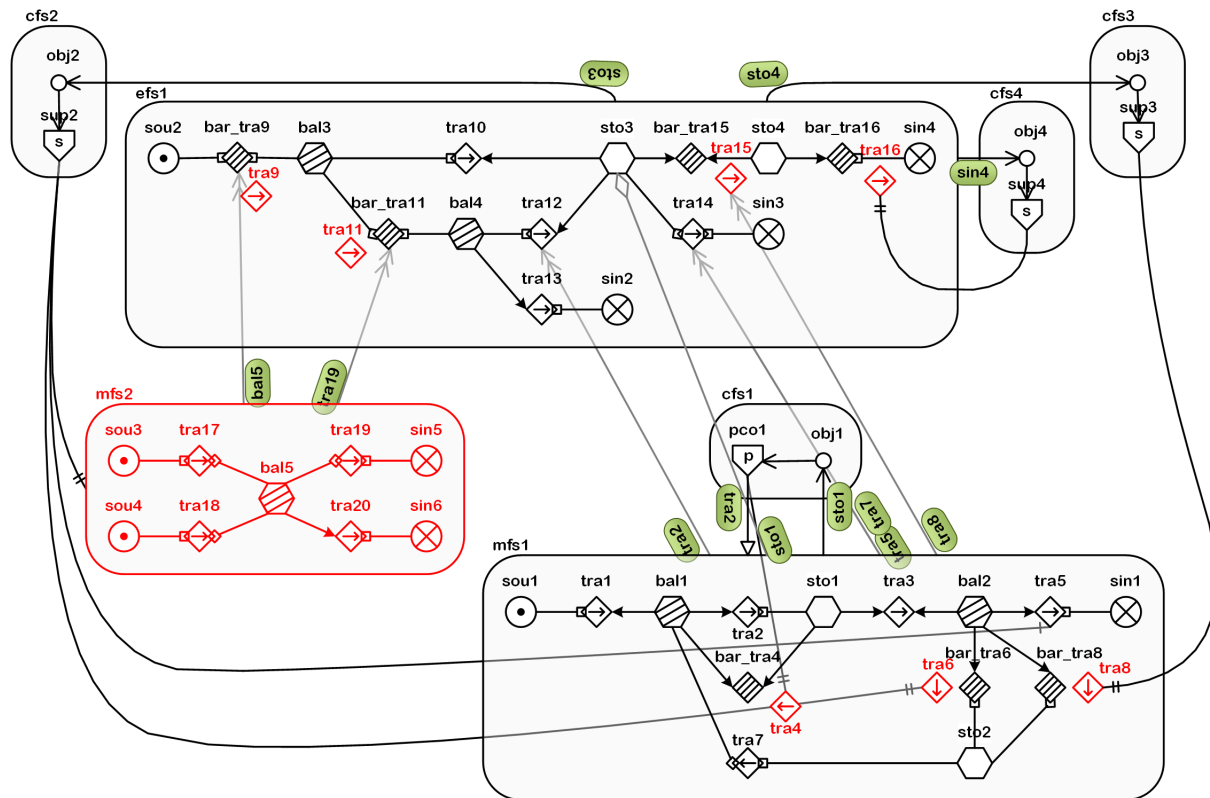 cfs2
cfs3
obj2
sup2
s
sto3
sto4
obj3
sup3
s
efs1
cfs4
sou2
bar_tra9
bal3
tra10
sto3
bar_tra15
sto4
bar_tra16
sin4
obj4
tra9
tra15
tra16
sin4
sup4
s
bar_tra11
bal4
tra12
tra14
sin3
tra11
tra13
sin2
bal5
tra19
mfs2
cfs1
sou3
tra17
tra19
sin5
pco1
p
obj1
bal5
sou4
tra18
tra20
sin6
tra2
sto1
tra7
tra2
sto1
tra5
tra8
mfs1
sou1
tra1
bal1
sto1
tra3
bal2
tra5
sin1
tra2
bar_tra4
tra6
bar_tra6
bar_tra8
tra8
tra4
tra7
sto2